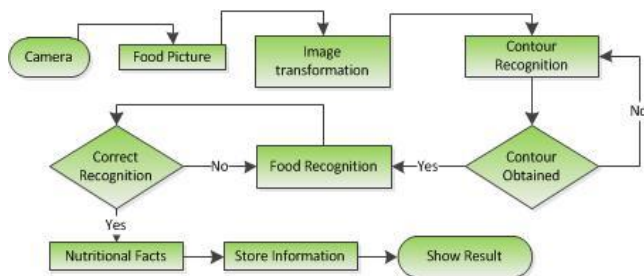 Camera
Food Picture
Image
transformation
Contour
Recognition
No
Contour
Obtained
Yes
Food Recognition
No
Correct
Recognition
Yes
Nutritional Facts
Store Information
Show Result